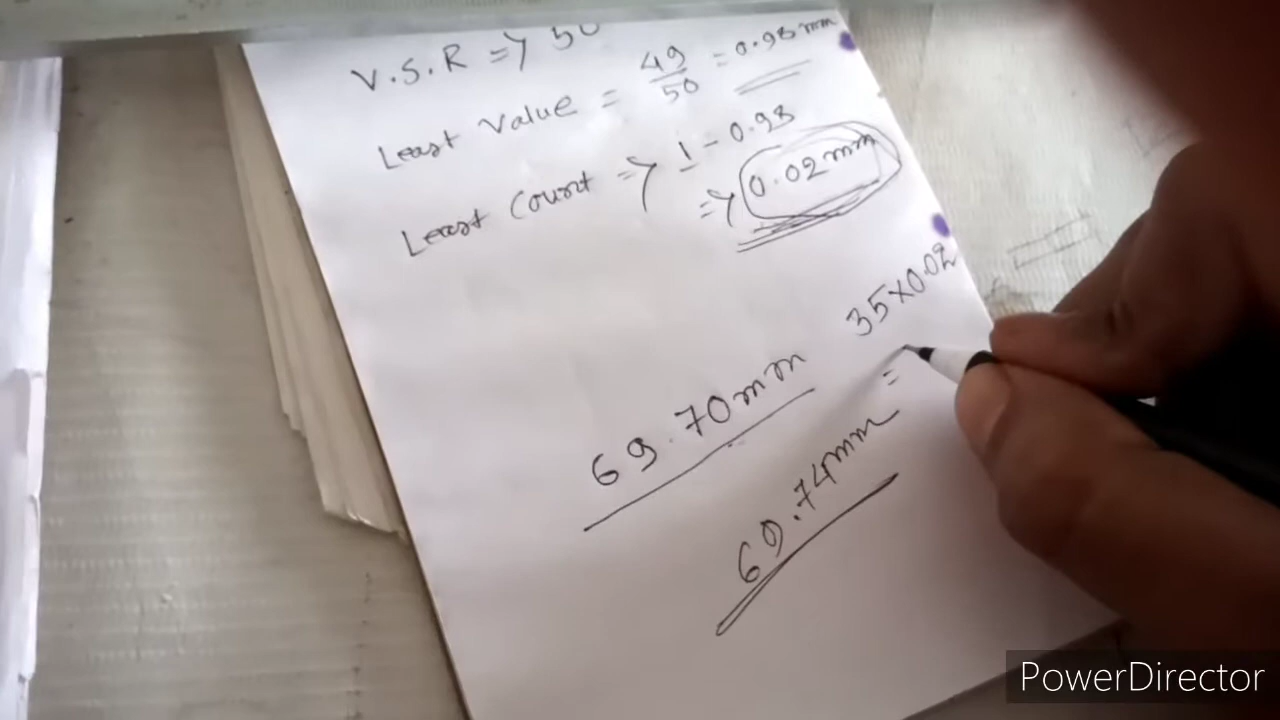 V.S.R => 50
Least Value = 49/50 = 0.98 mm
Least Count => 1 - 0.98
=> 0.02 mm
35×0.02
=
69.70 mm
69.74 mm
PowerDirector